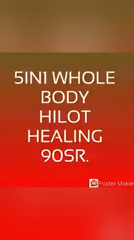 5IN1 WHOLE
BODY
HILOT
HEALING
90SR.
Poster Maker